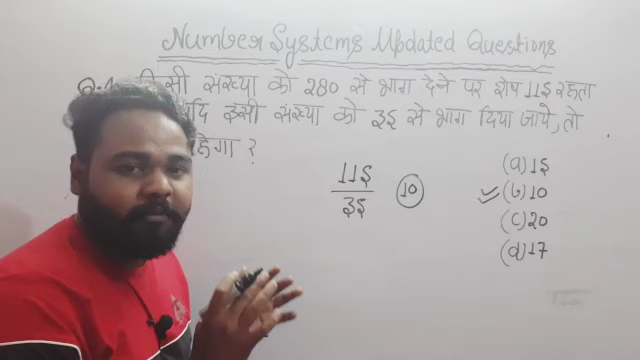 Number Systems Updated Questions
संख्या को 280 से भाग देने पर शेष 115 रहता
यदि इसी संख्या को 35 से भाग दिया जाये, तो
रहेगा ?
115
35
10
(a) 15
(b) 10
(c) 20
(d) 17